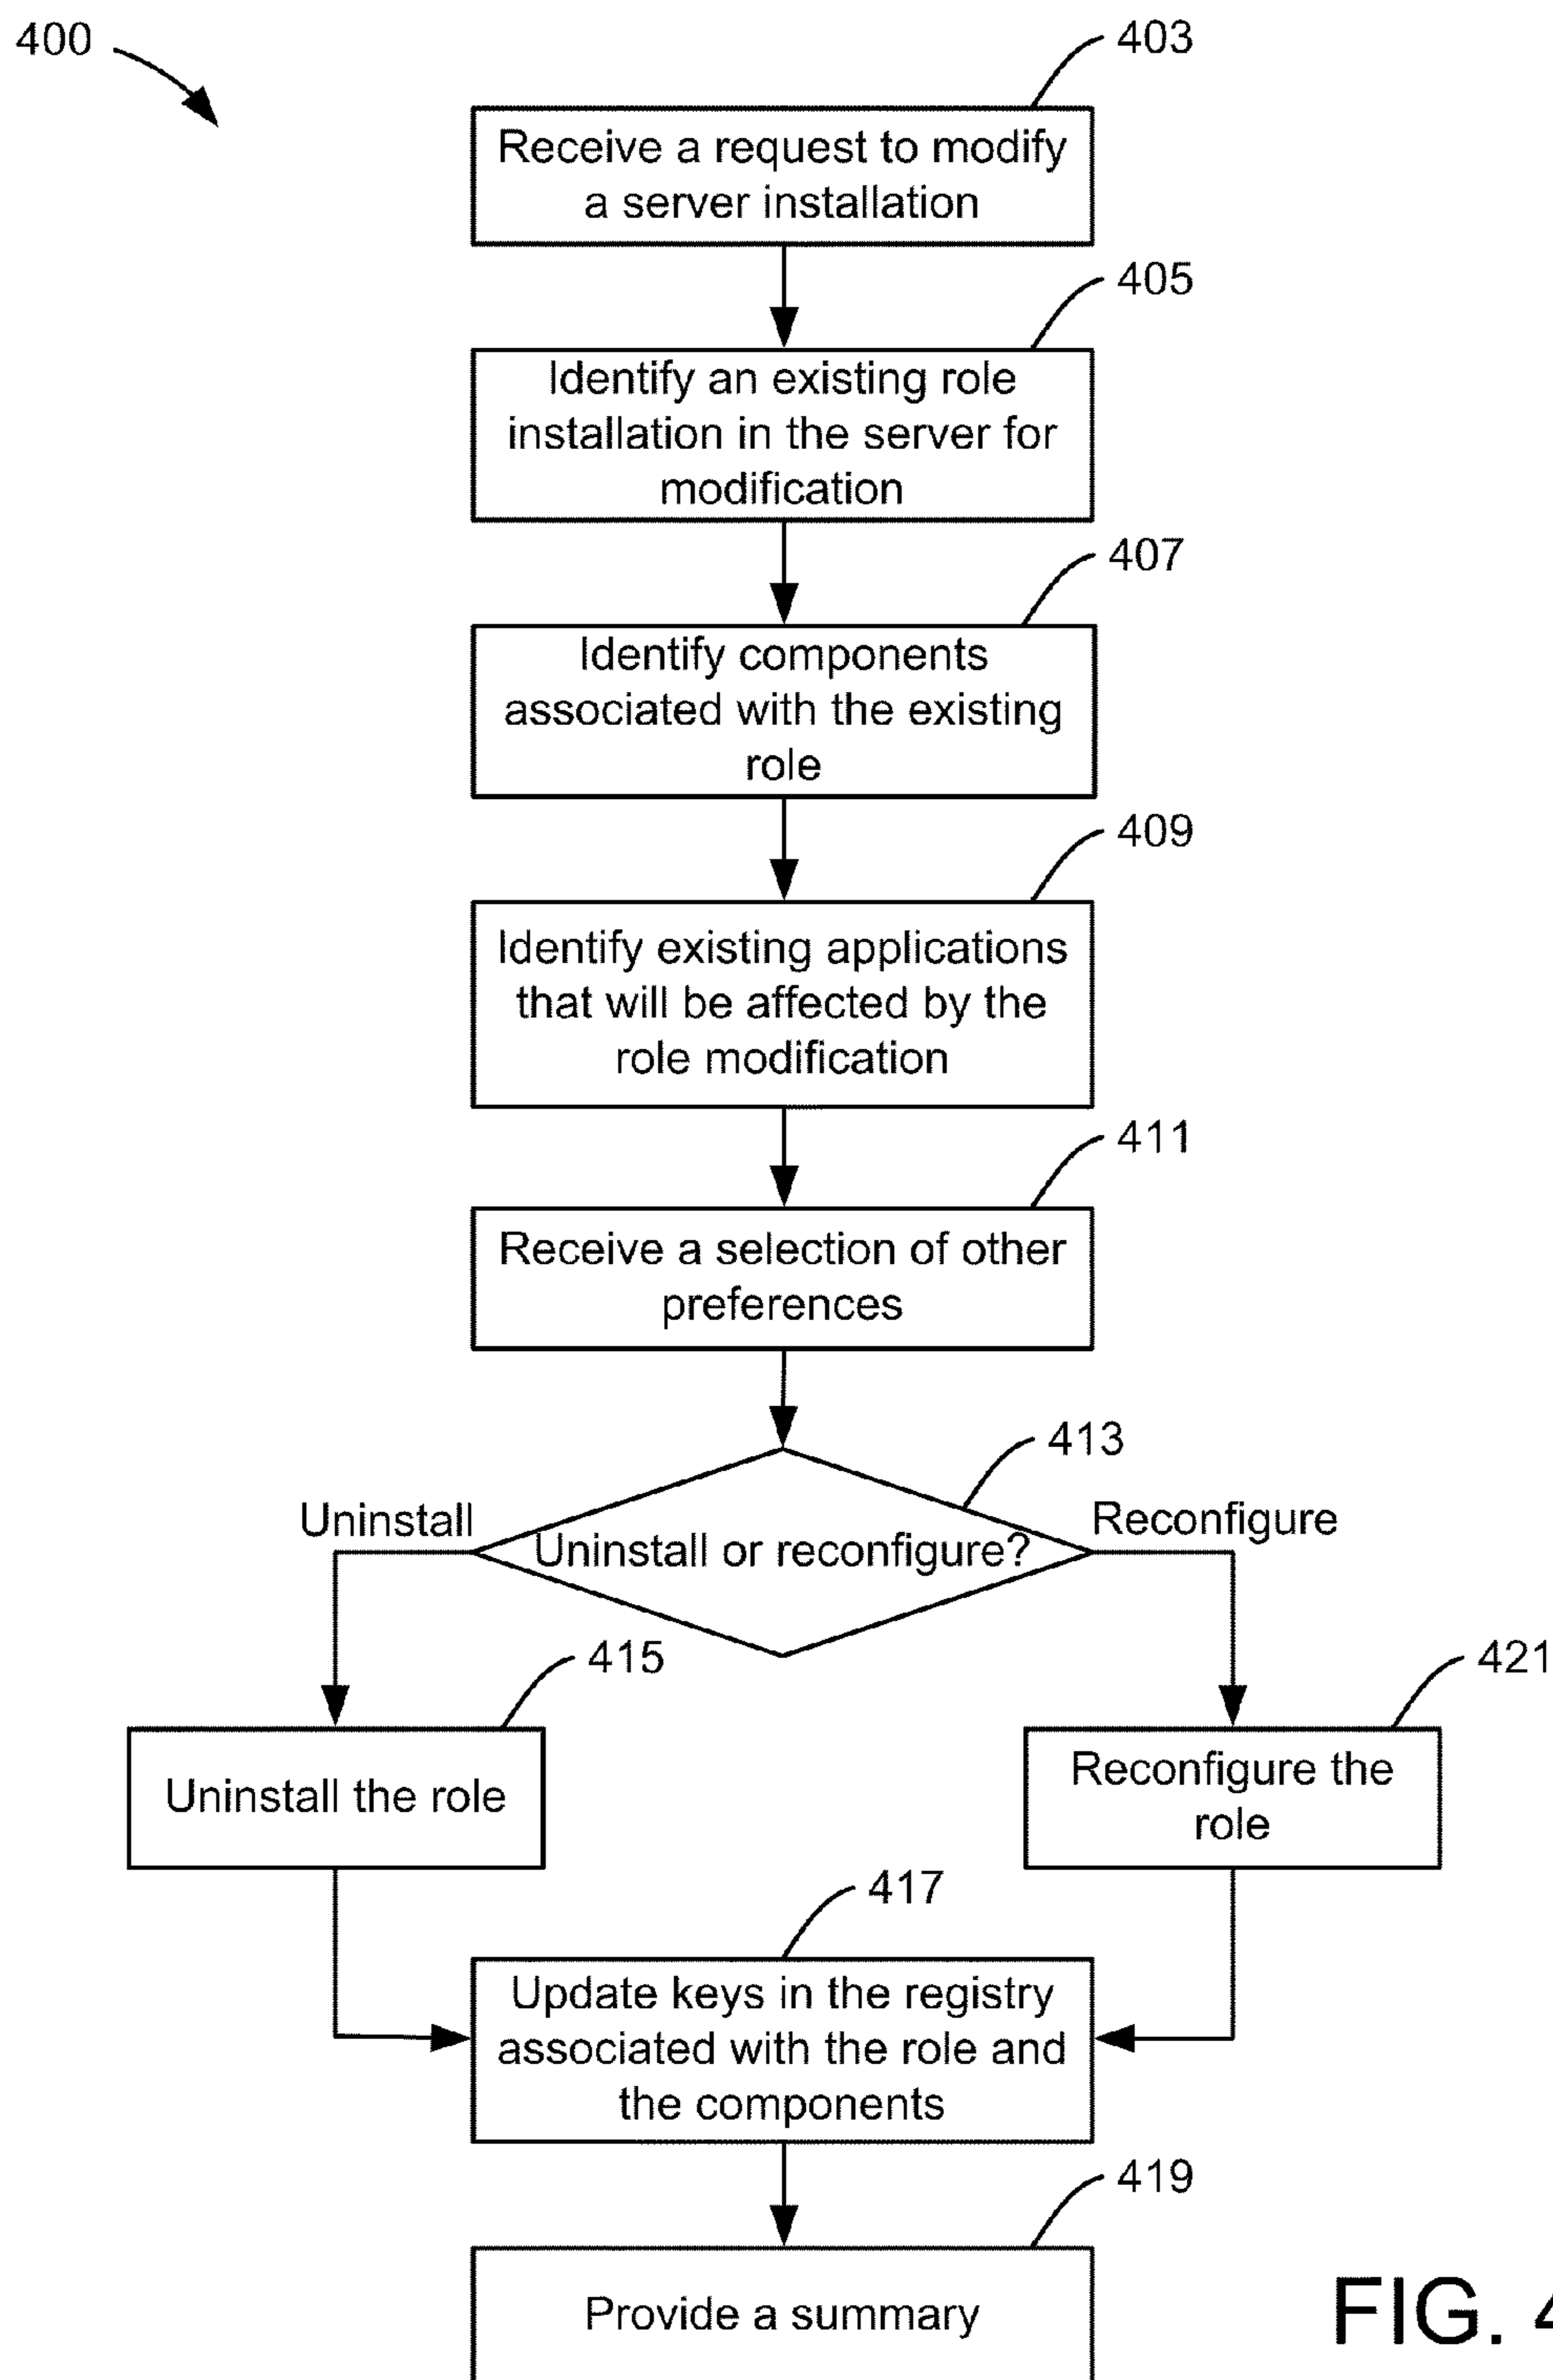 400
403
Receive a request to modify
a server installation
405
Identify an existing role
installation in the server for
modification
407
Identify components
associated with the existing
role
409
Identify existing applications
that will be affected by the
role modification
411
Receive a selection of other
preferences
413
Uninstall
Uninstall or reconfigure?
Reconfigure
415
421
Uninstall the role
Reconfigure the
role
417
Update keys in the registry
associated with the role and
the components
419
Provide a summary
FIG. 4